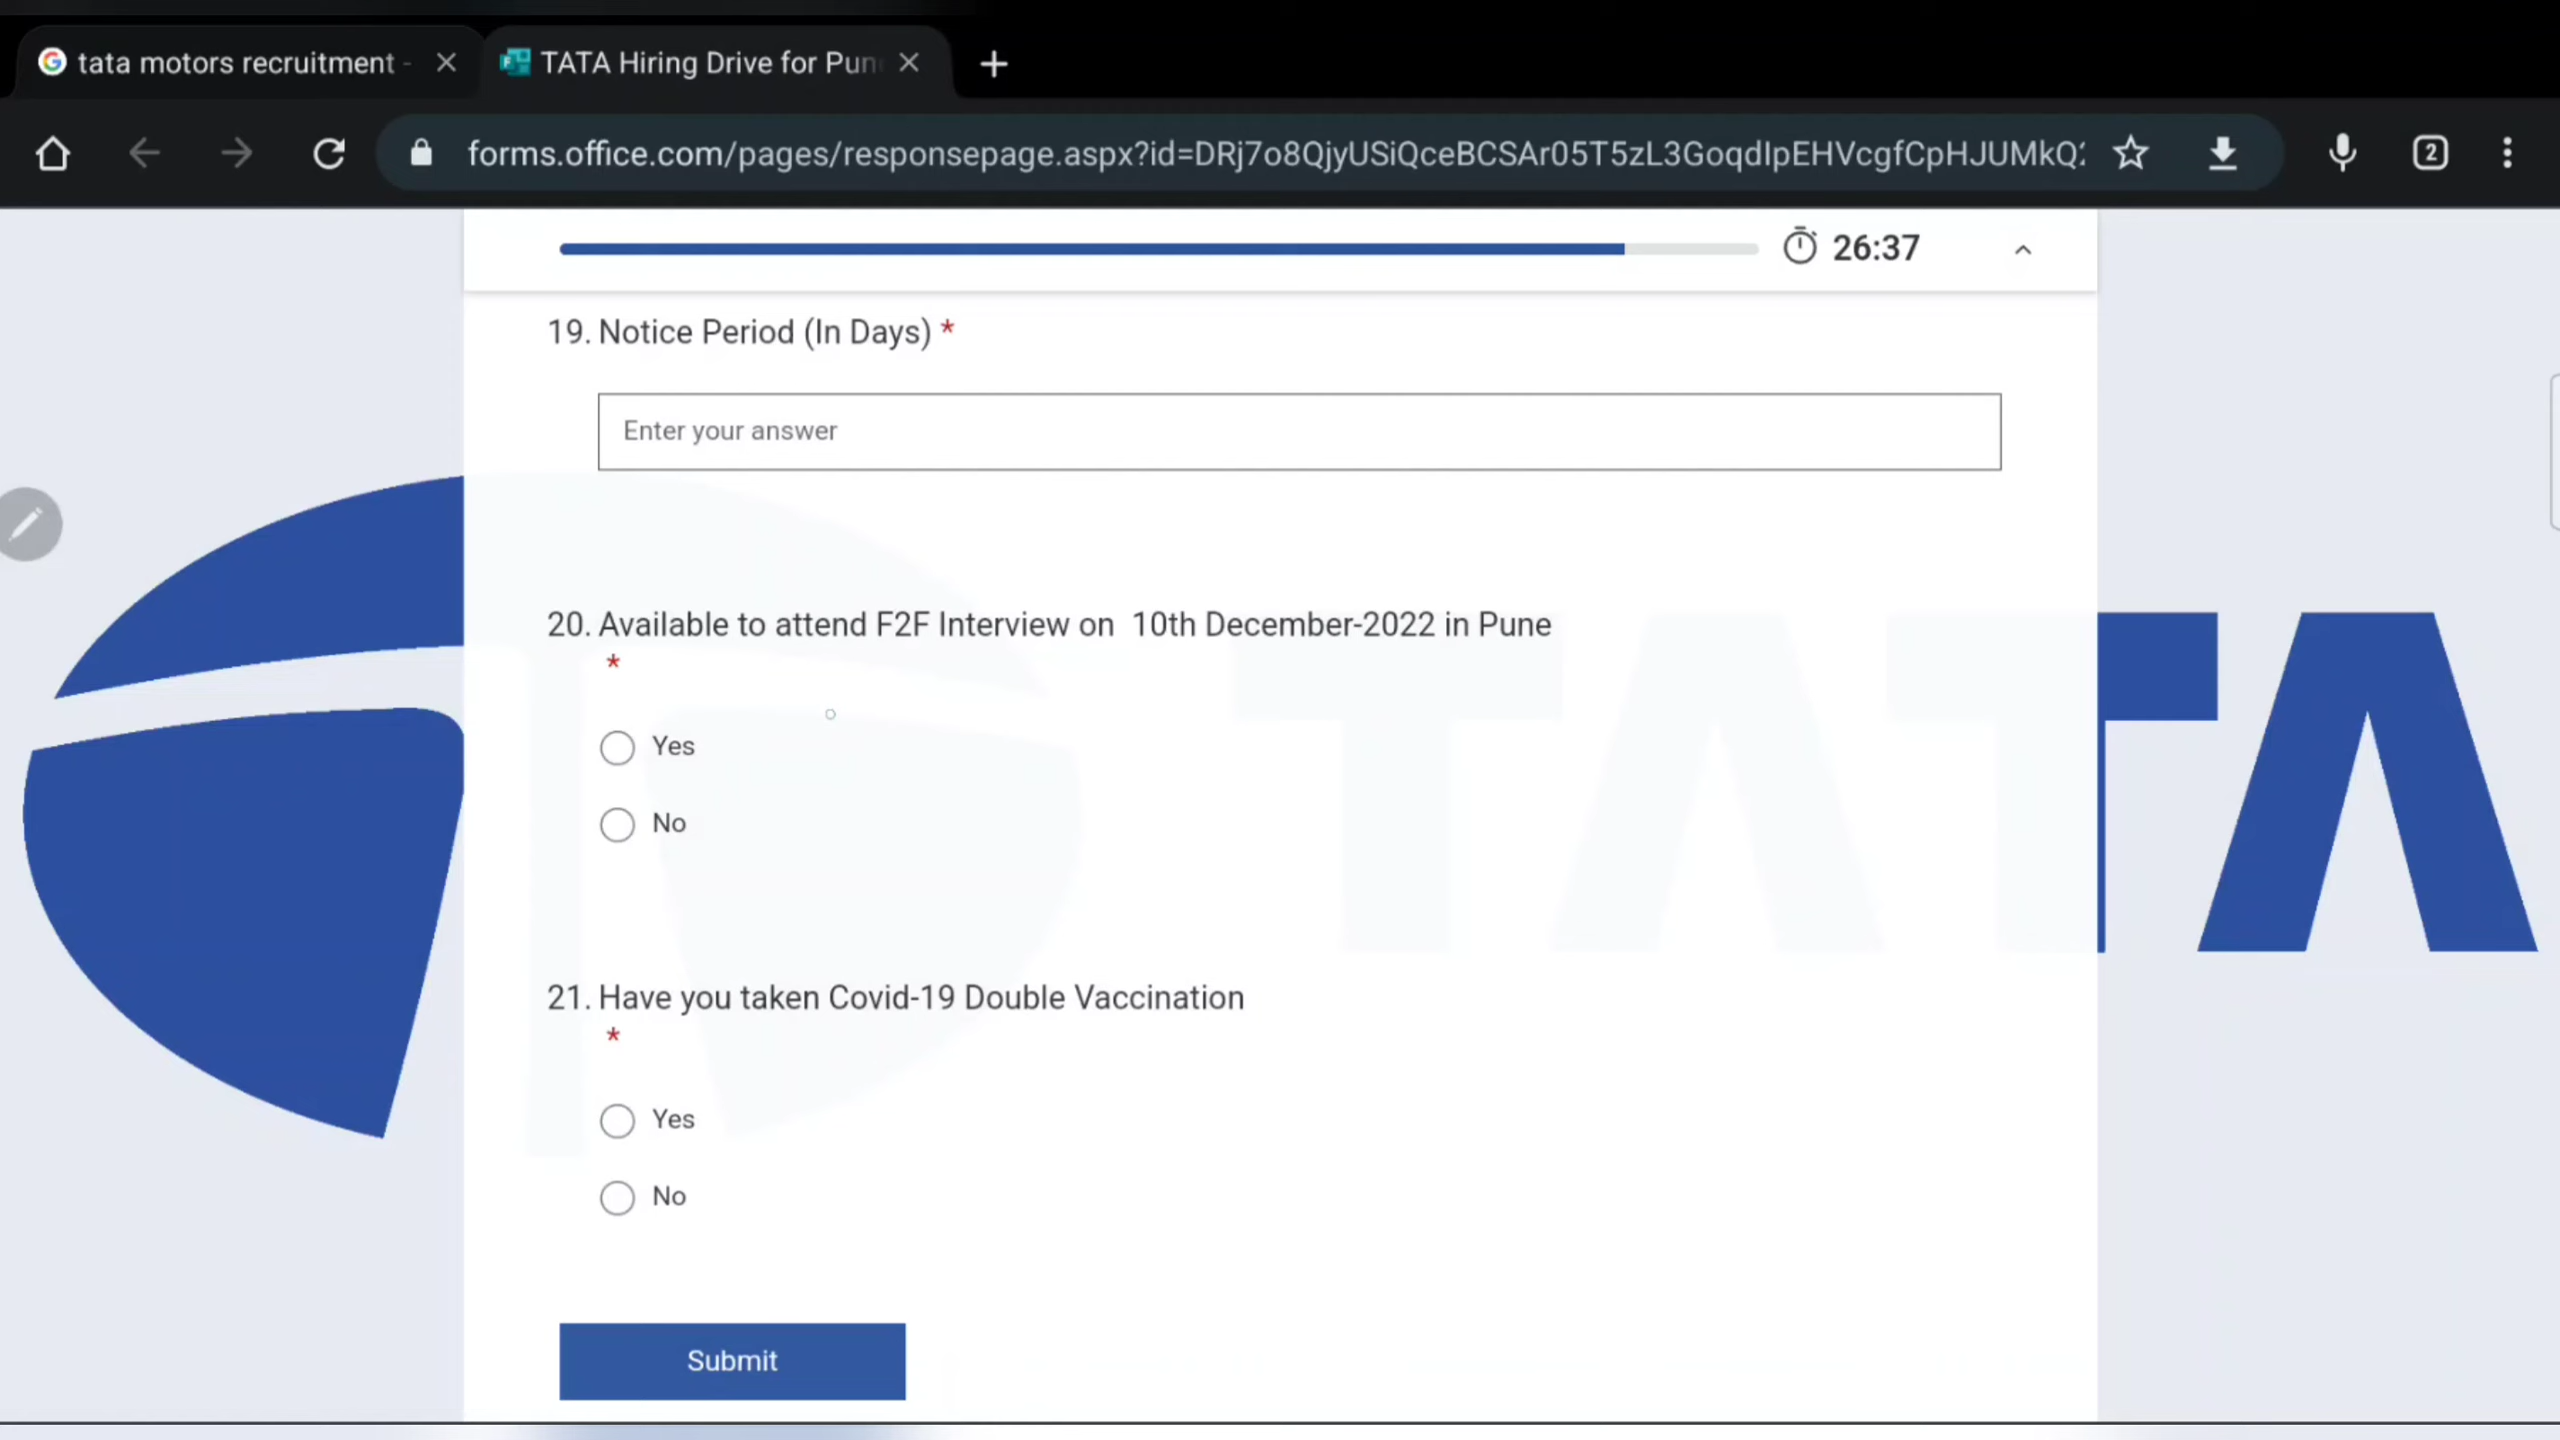 tata motors recruitment -
TATA Hiring Drive for Pun
forms.office.com/pages/responsepage.aspx?id=DRj7o8QjyUSiQceBCSAr05T5zL3GoqdIpEHVcgfCpHJUMkQ
2
26:37
19. Notice Period (In Days) *
Enter your answer
20. Available to attend F2F Interview on 10th December-2022 in Pune
*
Yes
No
TATA
21. Have you taken Covid-19 Double Vaccination
*
Yes
No
Submit